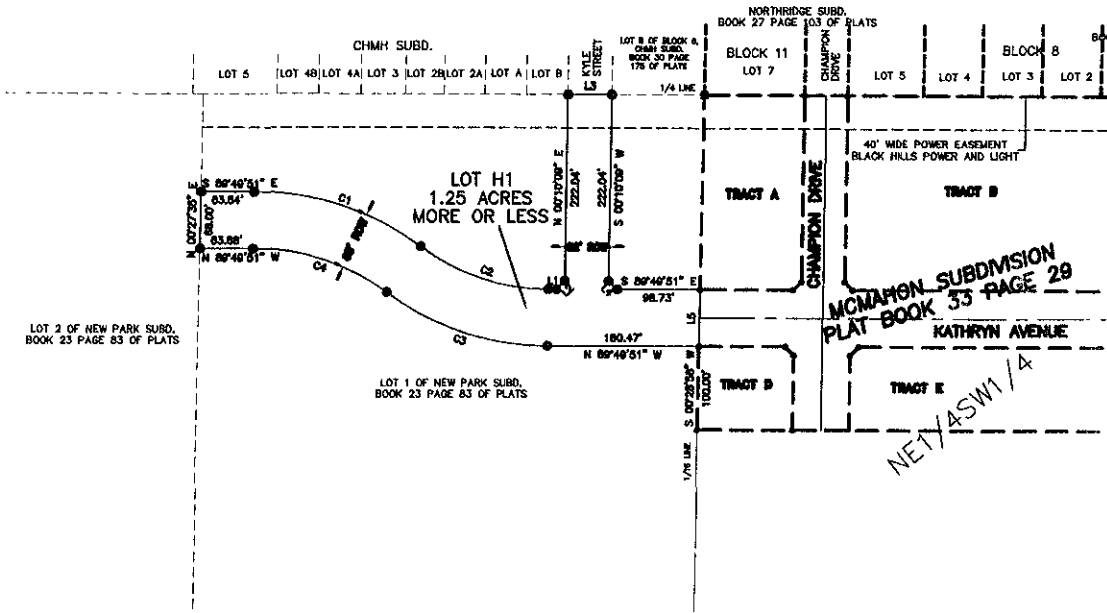 NORTHRIDGE SUBD.
BOOK 27 PAGE 103 OF PLATS
CHMH SUBD.
LOT 5
LOT 4B
LOT 4A
LOT 3
LOT 2B
LOT 2A
LOT A
LOT B
KYLE
STREET
L3
LOT B OF BLOCK 6,
CHMH SUBD.
BOOK 30 PAGE
175 OF PLATS
1/4 LINE
BLOCK 11
LOT 7
CHAMPION
DRIVE
BLOCK 8
LOT 5
LOT 4
LOT 3
LOT 2
40' WIDE POWER EASEMENT
BLACK HILLS POWER AND LIGHT
S 89°49'51" E
63.84'
N 00°27'35" E
68.00'
63.88'
N 89°49'51" W
C1
C4
C2
C3
LOT H1
1.25 ACRES
MORE OR LESS
N 00°10'09" E
222.04'
222.04'
S 00°10'09" W
L1
S 89°49'51" E
98.73'
TRACT A
CHAMPION DRIVE
TRACT B
MCMAHON SUBDIVISION
PLAT BOOK 33 PAGE 29
KATHRYN AVENUE
L5
160.47'
N 89°49'51" W
S 00°28'56" W
100.00'
TRACT D
TRACT E
NE1/4SW1/4
1/16 LINE
LOT 2 OF NEW PARK SUBD.
BOOK 23 PAGE 83 OF PLATS
LOT 1 OF NEW PARK SUBD.
BOOK 23 PAGE 83 OF PLATS